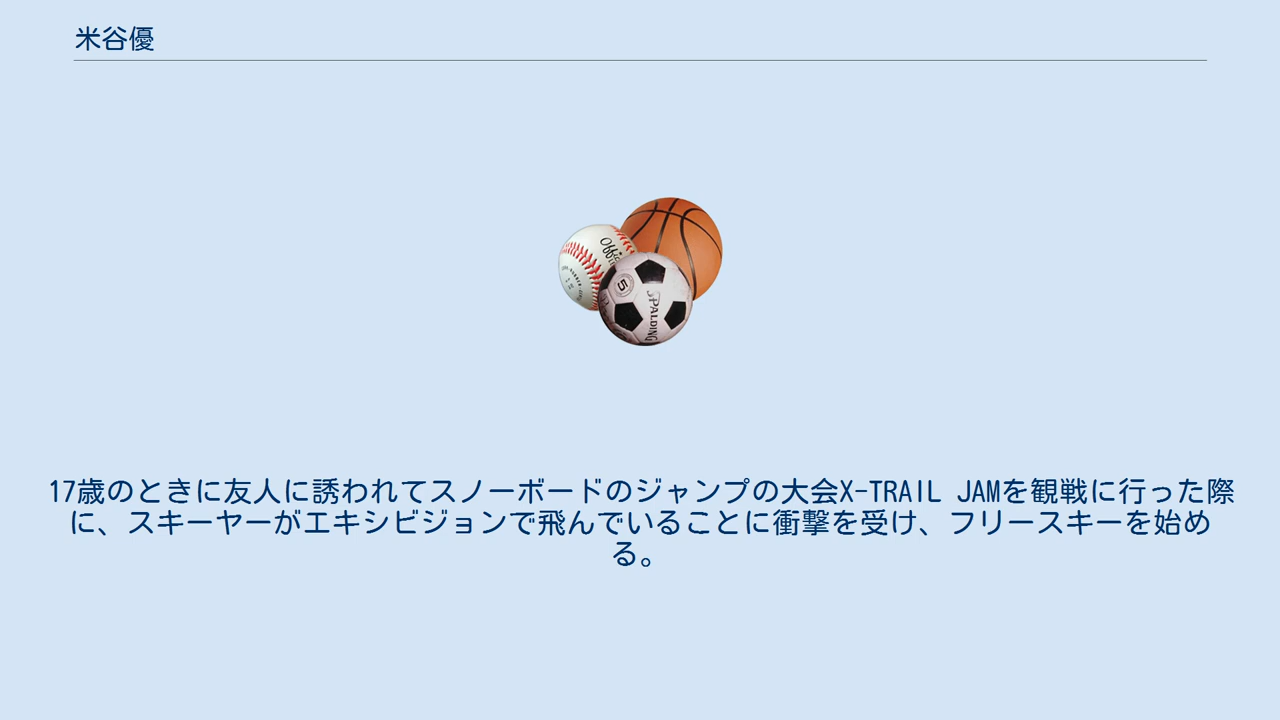 米谷優
Offi
5
SPALDING
17歳のときに友人に誘われてスノーボードのジャンプの大会X-TRAIL JAMを観戦に行った際
に、スキーヤーがエキシビジョンで飛んでいることに衝撃を受け、フリースキーを始め
る。